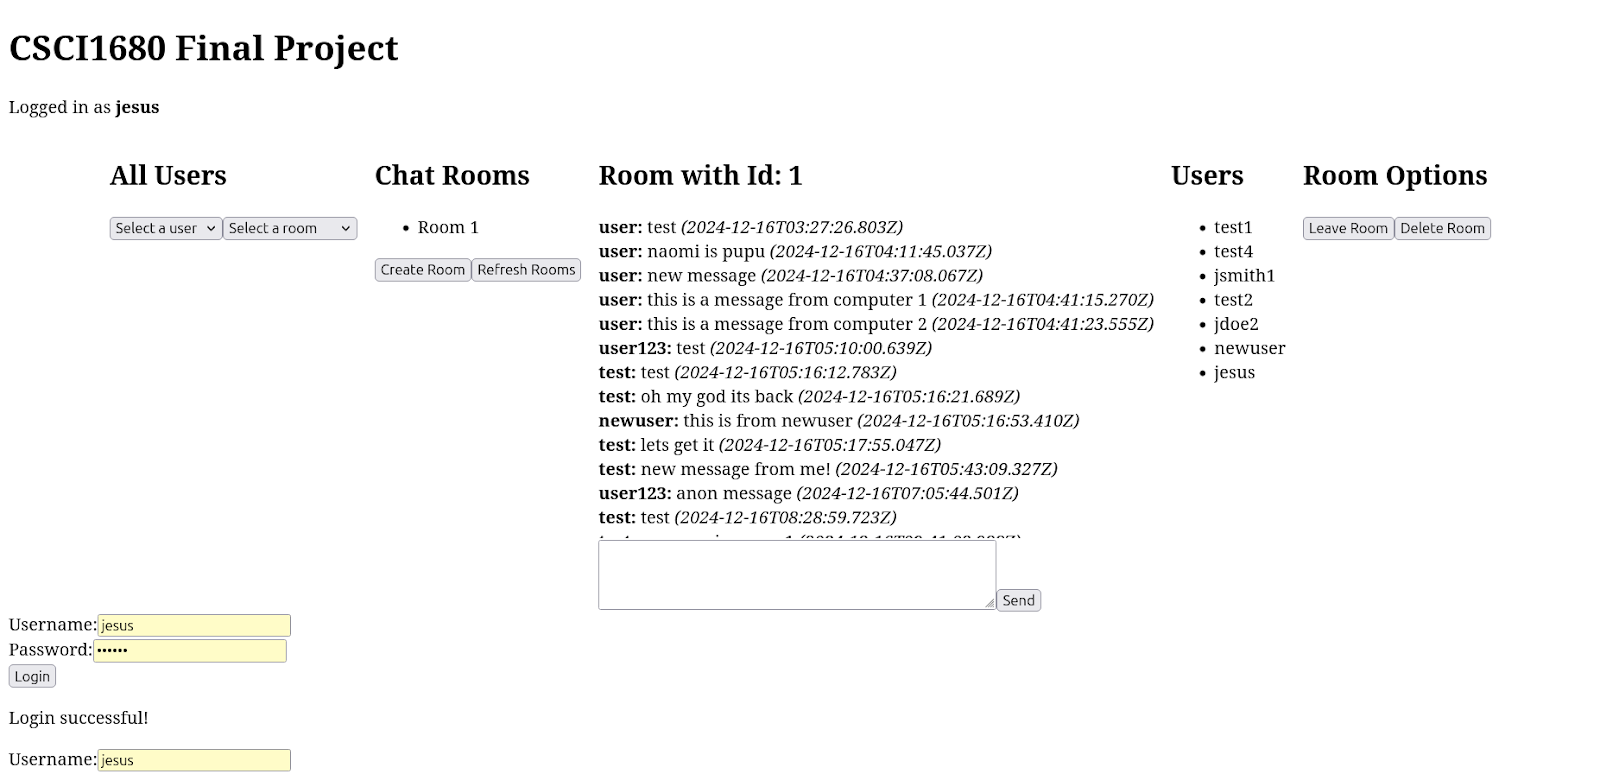 CSCI1680 Final Project
Logged in as jesus
All Users
Select a user Select a room
Chat Rooms
Room 1
Create Room Refresh Rooms
Room with Id: 1
user: test (2024-12-16T03:27:26.803Z)
user: naomi is pupu (2024-12-16T04:11:45.037Z)
user: new message (2024-12-16T04:37:08.067Z)
user: this is a message from computer 1 (2024-12-16T04:41:15.270Z)
user: this is a message from computer 2 (2024-12-16T04:41:23.555Z)
user123: test (2024-12-16T05:10:00.639Z)
test: test (2024-12-16T05:16:12.783Z)
test: oh my god its back (2024-12-16T05:16:21.689Z)
newuser: this is from newuser (2024-12-16T05:16:53.410Z)
test: lets get it (2024-12-16T05:17:55.047Z)
test: new message from me! (2024-12-16T05:43:09.327Z)
user123: anon message (2024-12-16T07:05:44.501Z)
test: test (2024-12-16T08:28:59.723Z)
Send
Users
test1
test4
jsmith1
test2
jdoe2
newuser
jesus
Room Options
Leave Room Delete Room
Username: jesus
Password: ••••••
Login
Login successful!
Username: jesus